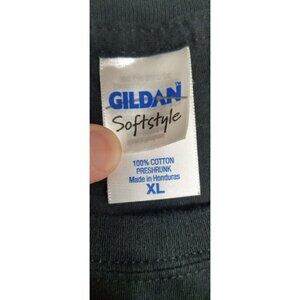 GILDAN
Softstyle
100% COTTON
PRESHRUNK
Made in Honduras
XL